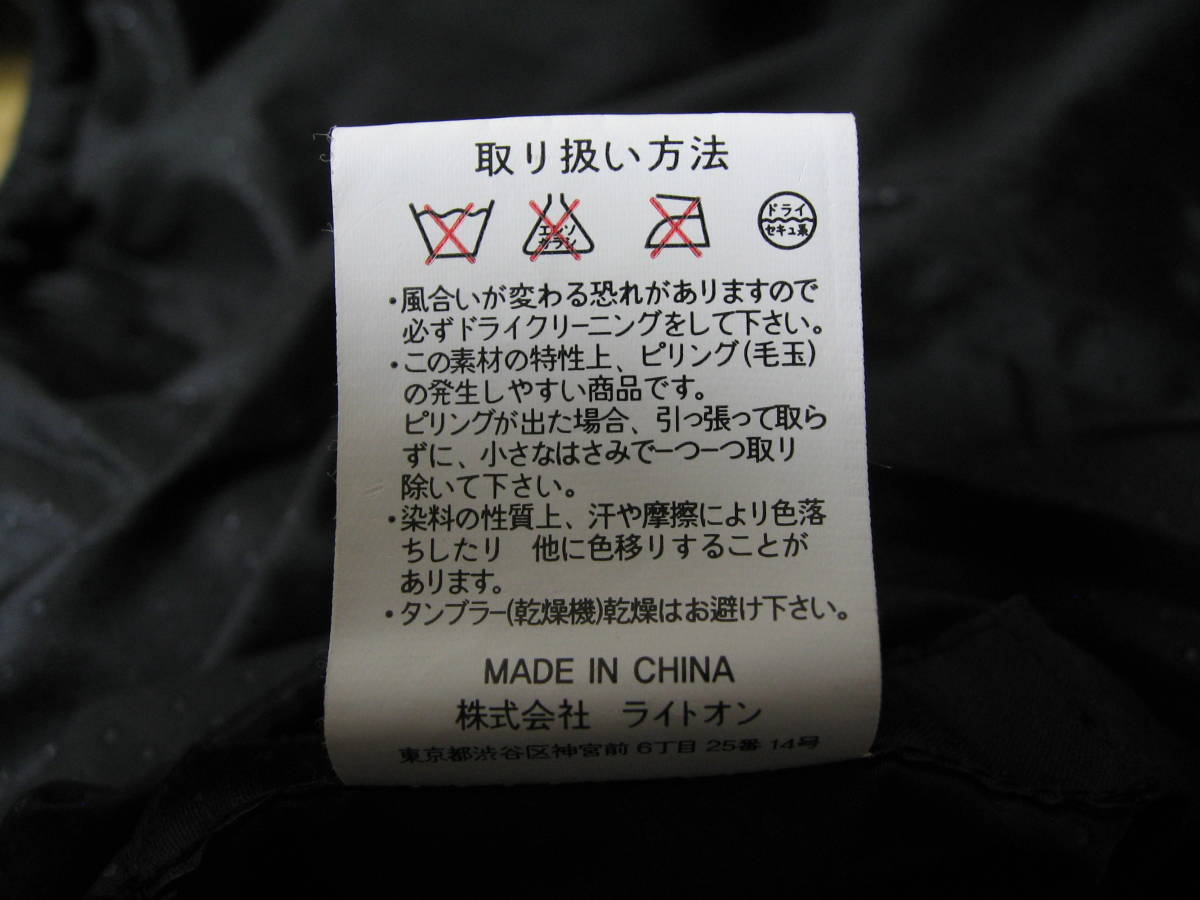 取り扱い方法
エンソ ドライ
サラシ セキユ系
・風合いが変わる恐れがありますので
必ずドライクリーニングをして下さい。
・この素材の特性上、ピリング(毛玉)
の発生しやすい商品です。
ピリングが出た場合、引っ張って取ら
ずに、小さなはさみで一つ一つ取り
除いて下さい。
・染料の性質上、汗や摩擦により色落
ちしたり 他に色移りすることが
あります。
・タンブラー(乾燥機)乾燥はお避け下さい。
MADE IN CHINA
株式会社 ライトオン
東京都渋谷区神宮前 6丁目 25番 14号